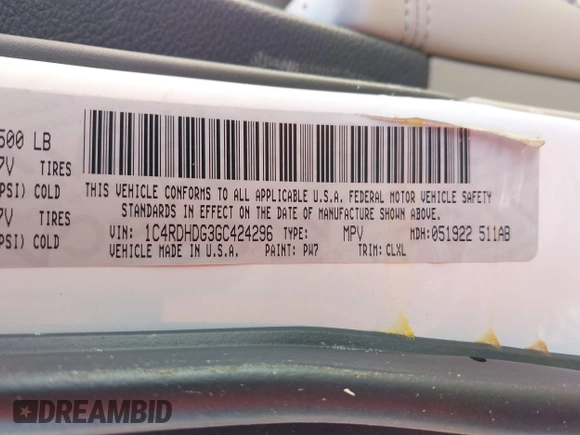 500 LB
7V TIRES
PSI) COLD
7V TIRES
PSI) COLD
THIS VEHICLE CONFORMS TO ALL APPLICABLE U.S.A. FEDERAL MOTOR VEHICLE SAFETY
STANDARDS IN EFFECT ON THE DATE OF MANUFACTURE SHOWN ABOVE.
VIN: 1C4RDHDG3GC424296 TYPE: MPV MDH: 051922 511AB
VEHICLE MADE IN U.S.A. PAINT: PW7 TRIM: CLXL
DREAMBID